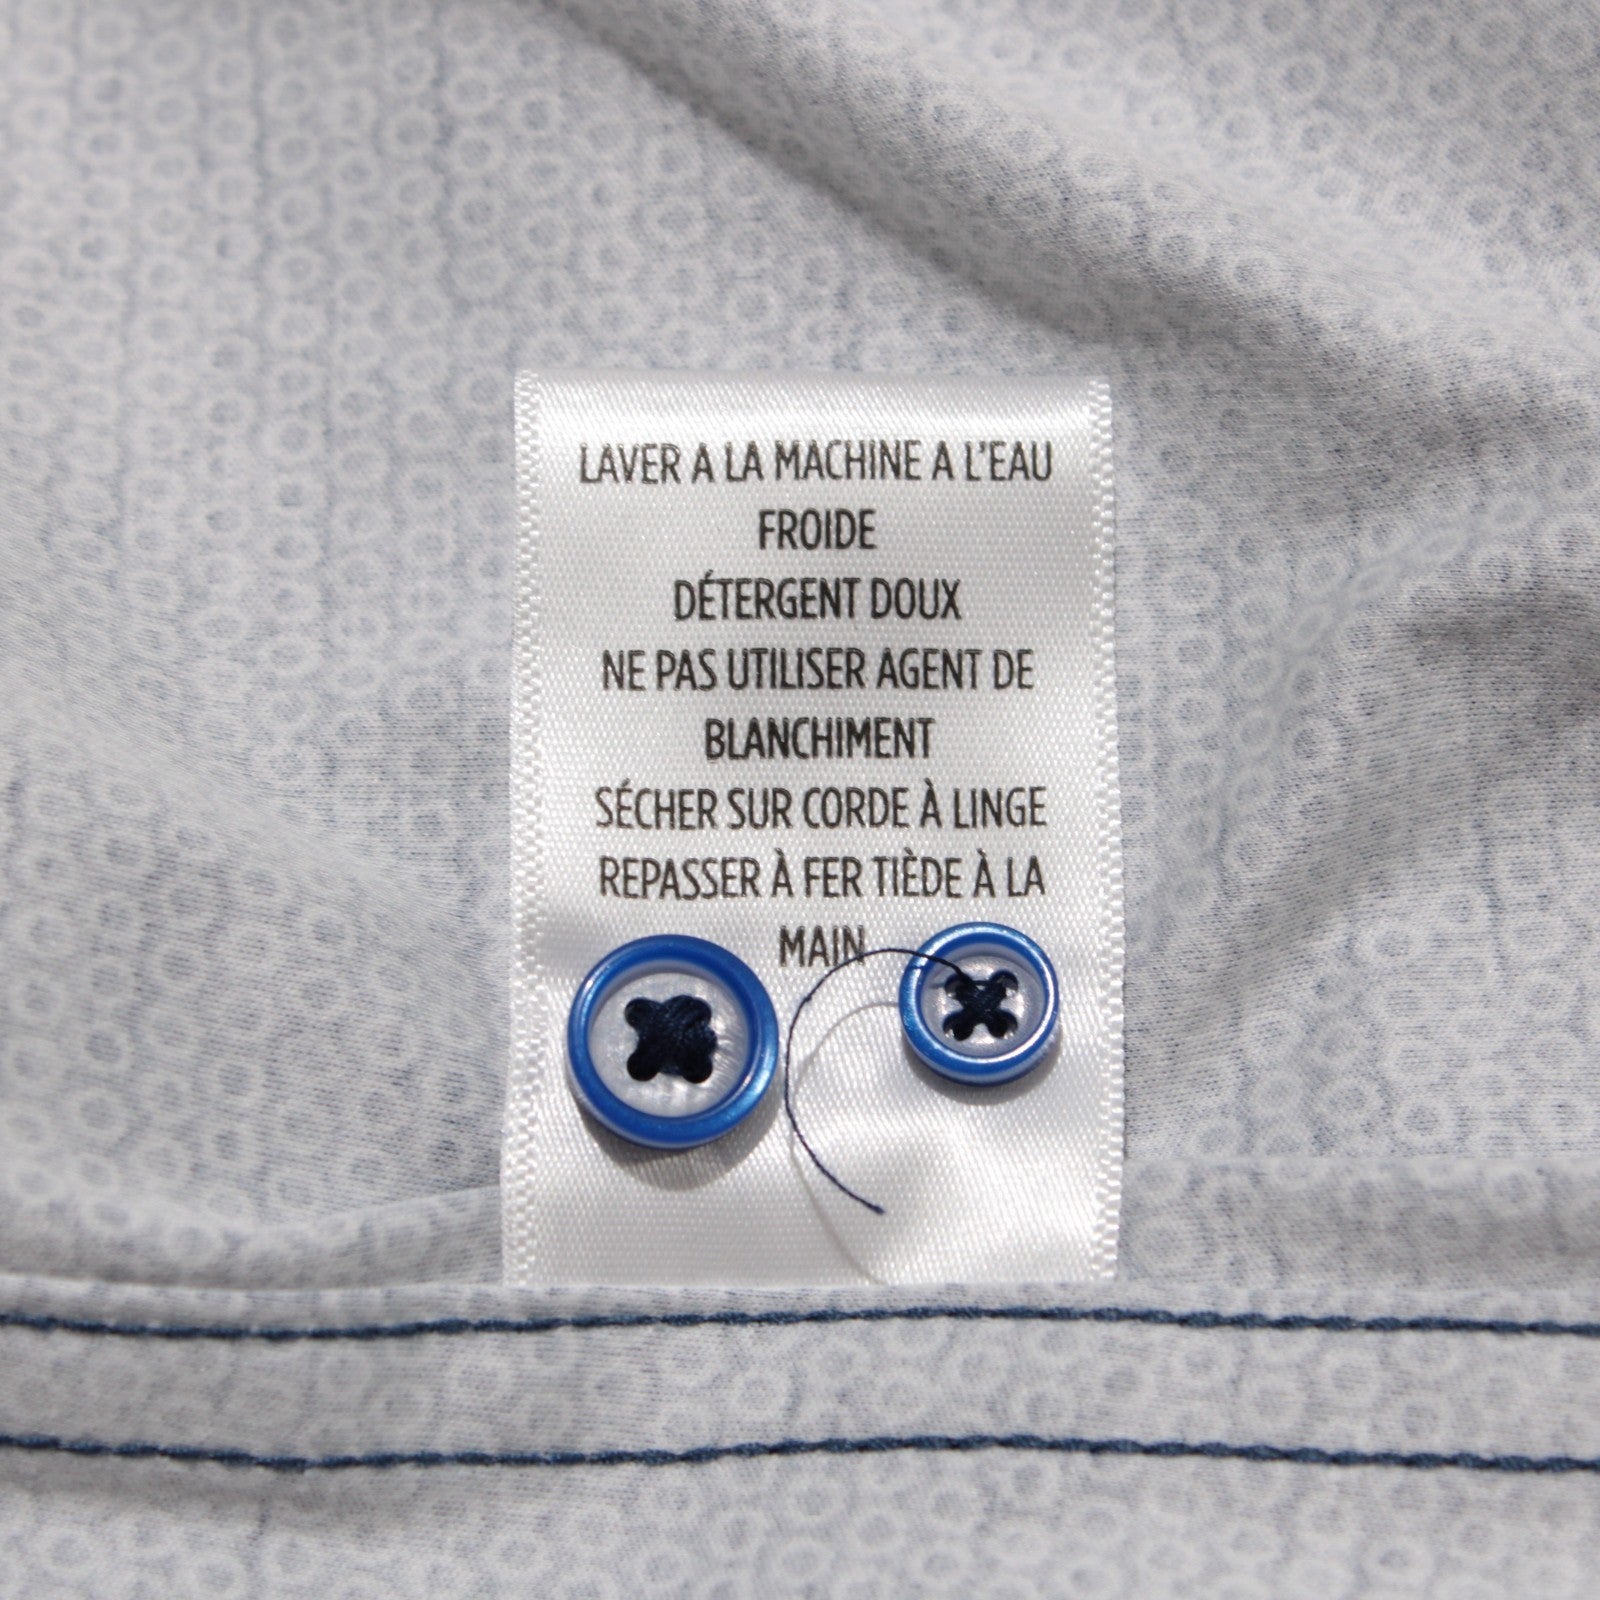 LAVER A LA MACHINE A L'EAU
FROIDE
DÉTERGENT DOUX
NE PAS UTILISER AGENT DE
BLANCHIMENT
SÉCHER SUR CORDE À LINGE
REPASSER À FER TIÈDE À LA
MAIN